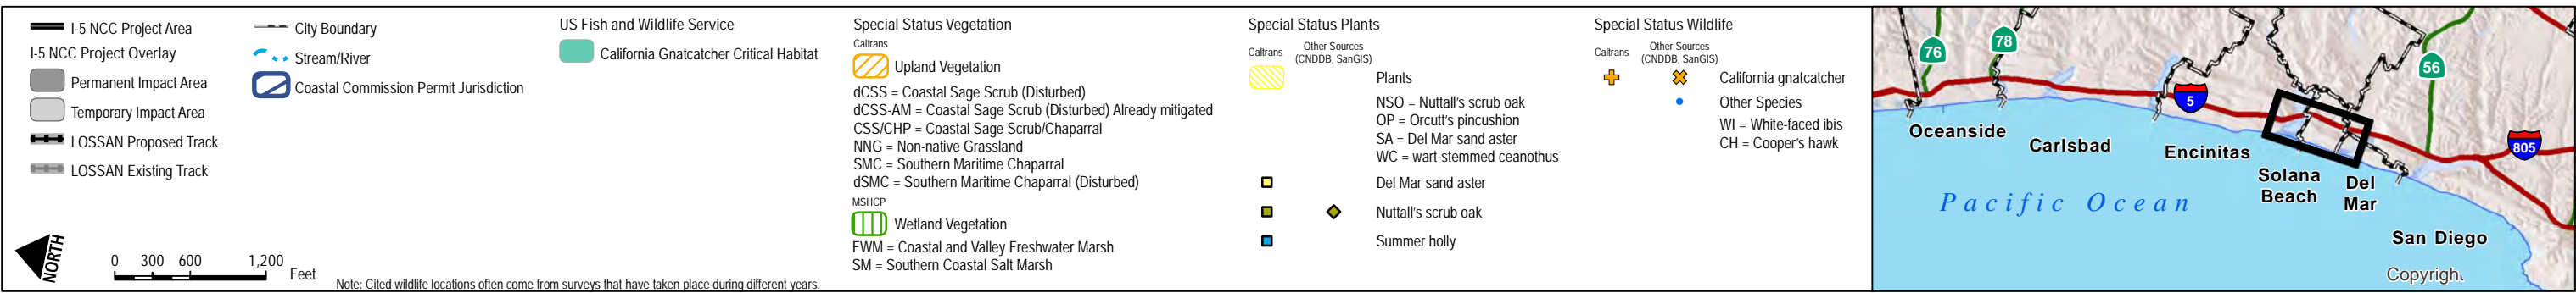 I-5 NCC Project Area
I-5 NCC Project Overlay
Permanent Impact Area
Temporary Impact Area
LOSSAN Proposed Track
LOSSAN Existing Track
City Boundary
Stream/River
Coastal Commission Permit Jurisdiction
US Fish and Wildlife Service
California Gnatcatcher Critical Habitat
NORTH
0 300 600 1,200
Feet
Note: Cited wildlife locations often come from surveys that have taken place during different years.
Special Status Vegetation
Caltrans
Upland Vegetation
dCSS = Coastal Sage Scrub (Disturbed)
dCSS-AM = Coastal Sage Scrub (Disturbed) Already mitigated
CSS/CHP = Coastal Sage Scrub/Chaparral
NNG = Non-native Grassland
SMC = Southern Maritime Chaparral
dSMC = Southern Maritime Chaparral (Disturbed)
MSHCP
Wetland Vegetation
FWM = Coastal and Valley Freshwater Marsh
SM = Southern Coastal Salt Marsh
Special Status Plants
Caltrans
Other Sources
(CNDDB, SanGIS)
Plants
NSO = Nuttall's scrub oak
OP = Orcutt's pincushion
SA = Del Mar sand aster
WC = wart-stemmed ceanothus
Del Mar sand aster
Nuttall's scrub oak
Summer holly
Special Status Wildlife
Caltrans
Other Sources
(CNDDB, SanGIS)
California gnatcatcher
Other Species
WI = White-faced ibis
CH = Cooper's hawk
76
78
5
56
805
Oceanside
Carlsbad
Encinitas
Solana
Beach
Del
Mar
San Diego
Pacific Ocean
Copyright